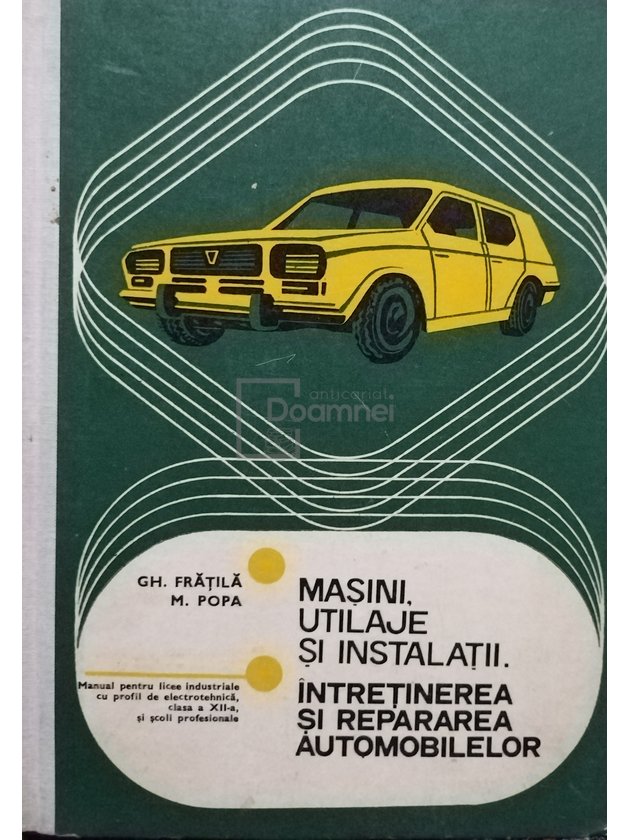 anticariat
Doamnei
GH. FRĂȚILĂ
M. POPA
MAȘINI,
UTILAJE
ȘI INSTALAȚII.
ÎNTREȚINEREA
ȘI REPARAREA
AUTOMOBILELOR
Manual pentru licee industriale
cu profil de electrotehnică,
clasa a XII-a,
și școli profesionale